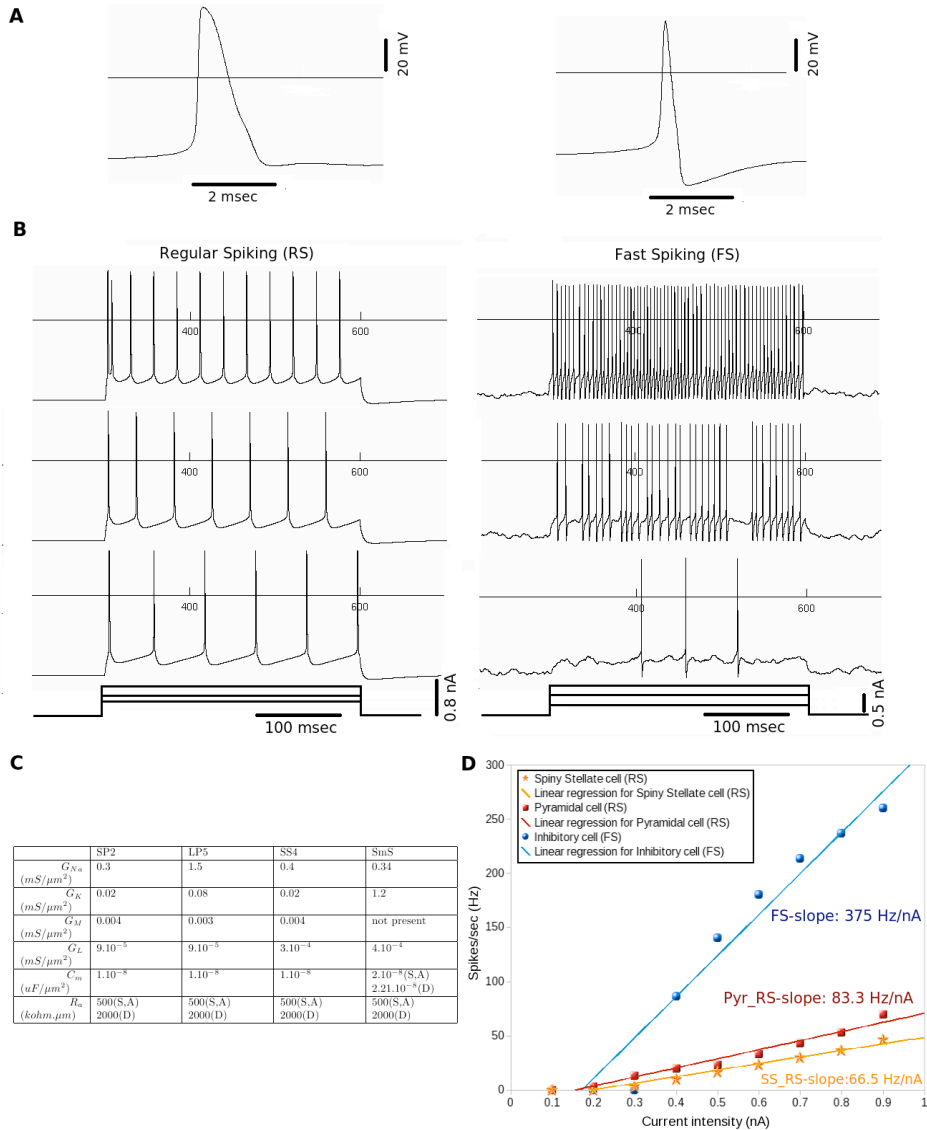 A
20 mV
20 mV
2 msec
2 msec
B
Regular Spiking (RS)
Fast Spiking (FS)
400
600
400
600
400
600
400
600
400
600
400
600
0.8 nA
0.5 nA
100 msec
100 msec
C
SP2 LP5 SS4 SmS
G_Na (mS/μm²) 0.3 1.5 0.4 0.34
G_K (mS/μm²) 0.02 0.08 0.02 1.2
G_M (mS/μm²) 0.004 0.003 0.004 not present
G_L (mS/μm²) 9.10⁻⁵ 9.10⁻⁵ 3.10⁻⁴ 4.10⁻⁴
C_m (uF/μm²) 1.10⁻⁸ 1.10⁻⁸ 1.10⁻⁸ 2.10⁻⁸(S,A)
2.21.10⁻⁸(D)
R_a 500(S,A) 500(S,A) 500(S,A) 500(S,A)
(kohm.μm) 2000(D) 2000(D) 2000(D) 2000(D)
D
300
250
200
150
100
50
0
Spikes/sec (Hz)
Spiny Stellate cell (RS)
Linear regression for Spiny Stellate cell (RS)
Pyramidal cell (RS)
Linear regression for Pyramidal cell (RS)
Inhibitory cell (FS)
Linear regression for Inhibitory cell (FS)
FS-slope: 375 Hz/nA
Pyr_RS-slope: 83.3 Hz/nA
SS_RS-slope:66.5 Hz/nA
0 0.1 0.2 0.3 0.4 0.5 0.6 0.7 0.8 0.9 1
Current intensity (nA)